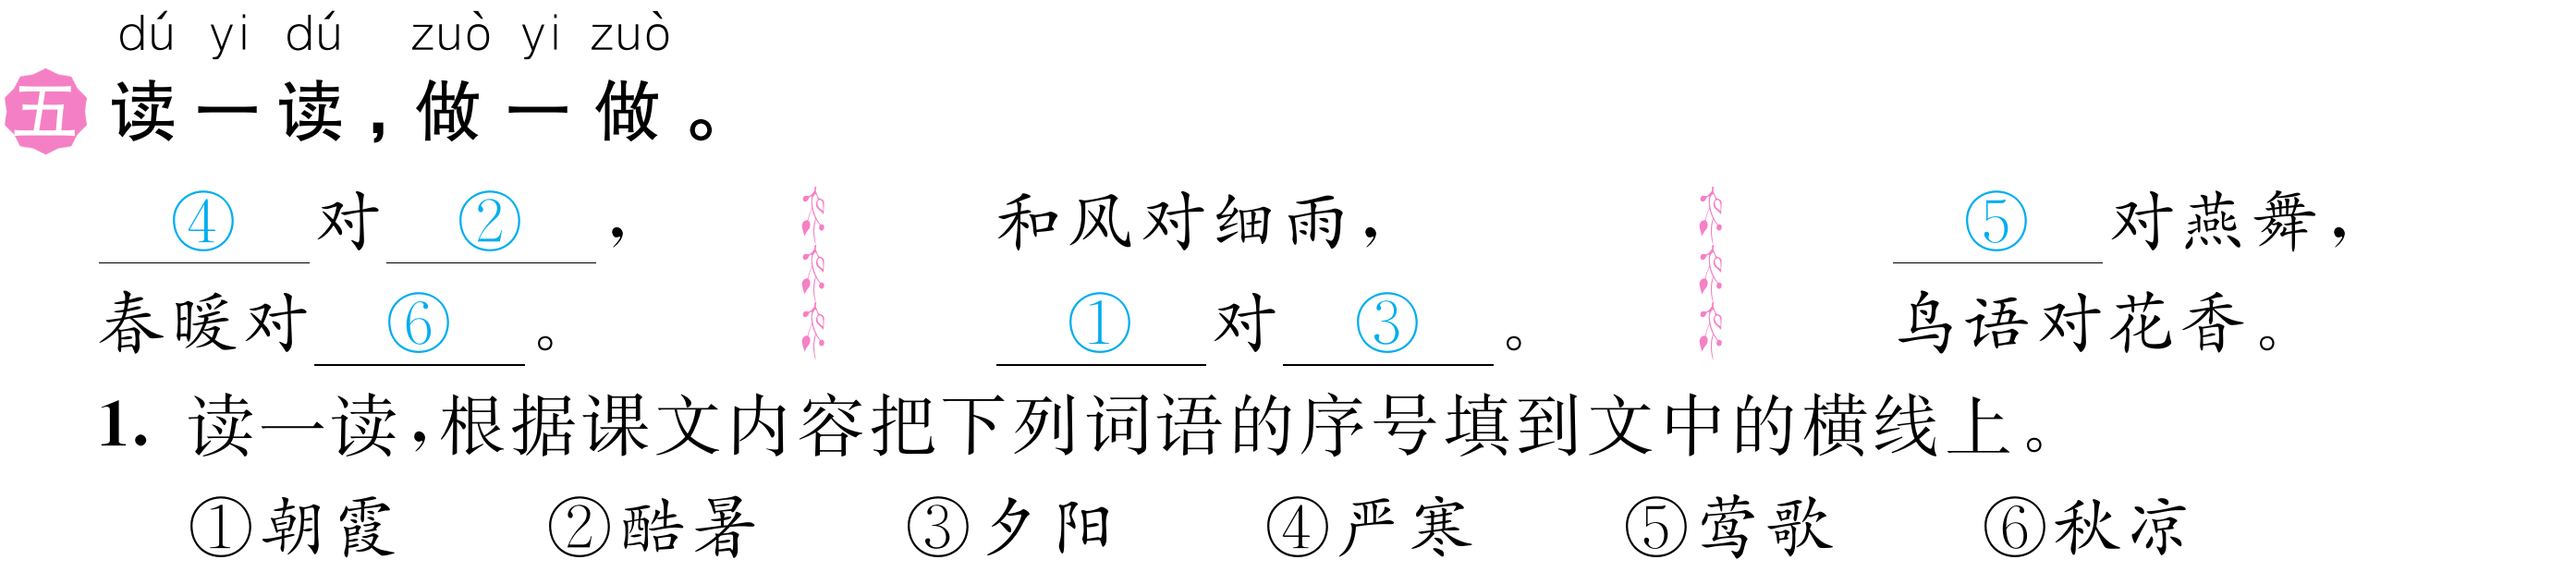 dú yi dú zuò yi zuò
五 读一读,做一做。
④ 对 ② , 和风对细雨, ⑤ 对燕舞,
春暖对 ⑥ 。 ① 对 ③ 。 鸟语对花香。
1. 读一读,根据课文内容把下列词语的序号填到文中的横线上。
①朝霞 ②酷暑 ③夕阳 ④严寒 ⑤莺歌 ⑥秋凉